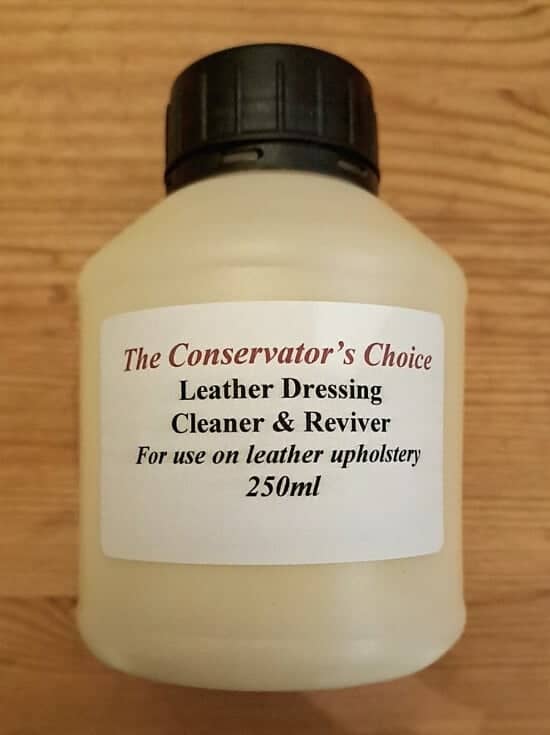 The Conservator's Choice
Leather Dressing
Cleaner & Reviver
For use on leather upholstery
250ml